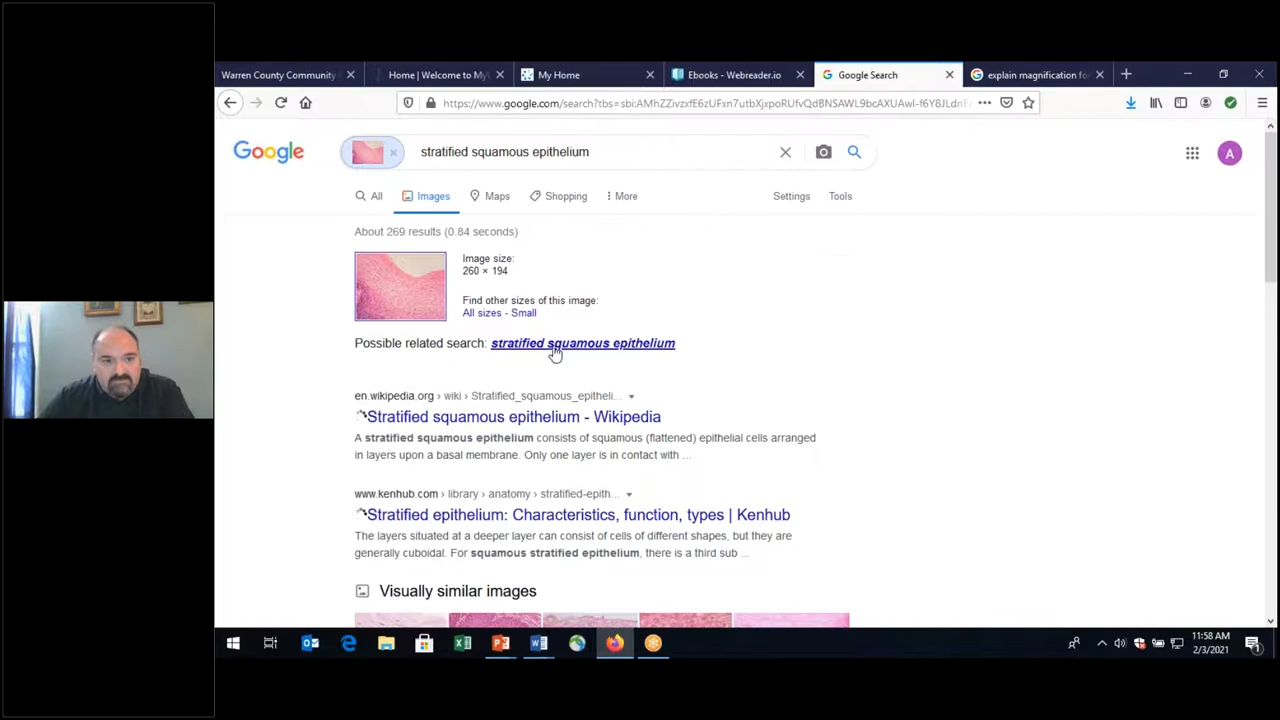 Warren County Community
Home | Welcome to My
My Home
Ebooks - Webreader.io
Google Search
explain magnification fo
https://www.google.com/search?tbs=sbi:
Google
stratified squamous epithelium
All
Images
Maps
Shopping
More
Settings
Tools
A
About 269 results (0.84 seconds)
Image size:
260 × 194
Find other sizes of this image:
All sizes - Small
Possible related search: stratified squamous epithelium
en.wikipedia.org › wiki › Stratified_squamous_epitheli...
Stratified squamous epithelium - Wikipedia
A stratified squamous epithelium consists of squamous (flattened) epithelial cells arranged
in layers upon a basal membrane. Only one layer is in contact with ...
www.kenhub.com › library › anatomy › stratified-epith...
Stratified epithelium: Characteristics, function, types | Kenhub
The layers situated at a deeper layer can consist of cells of different shapes, but they are
generally cuboidal. For squamous stratified epithelium, there is a third sub ...
Visually similar images
11:58 AM
2/3/2021